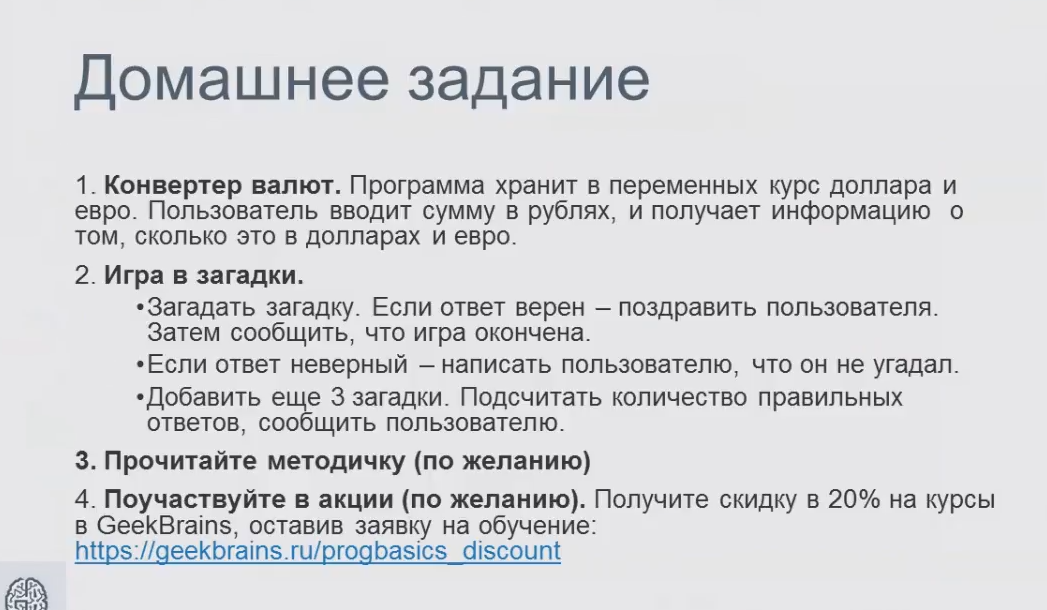 Домашнее задание
1. Конвертер валют. Программа хранит в переменных курс доллара и
евро. Пользователь вводит сумму в рублях, и получает информацию о
том, сколько это в долларах и евро.
2. Игра в загадки.
•Загадать загадку. Если ответ верен – поздравить пользователя.
Затем сообщить, что игра окончена.
•Если ответ неверный – написать пользователю, что он не угадал.
•Добавить еще 3 загадки. Подсчитать количество правильных
ответов, сообщить пользователю.
3. Прочитайте методичку (по желанию)
4. Поучаствуйте в акции (по желанию). Получите скидку в 20% на курсы
в GeekBrains, оставив заявку на обучение:
https://geekbrains.ru/progbasics_discount